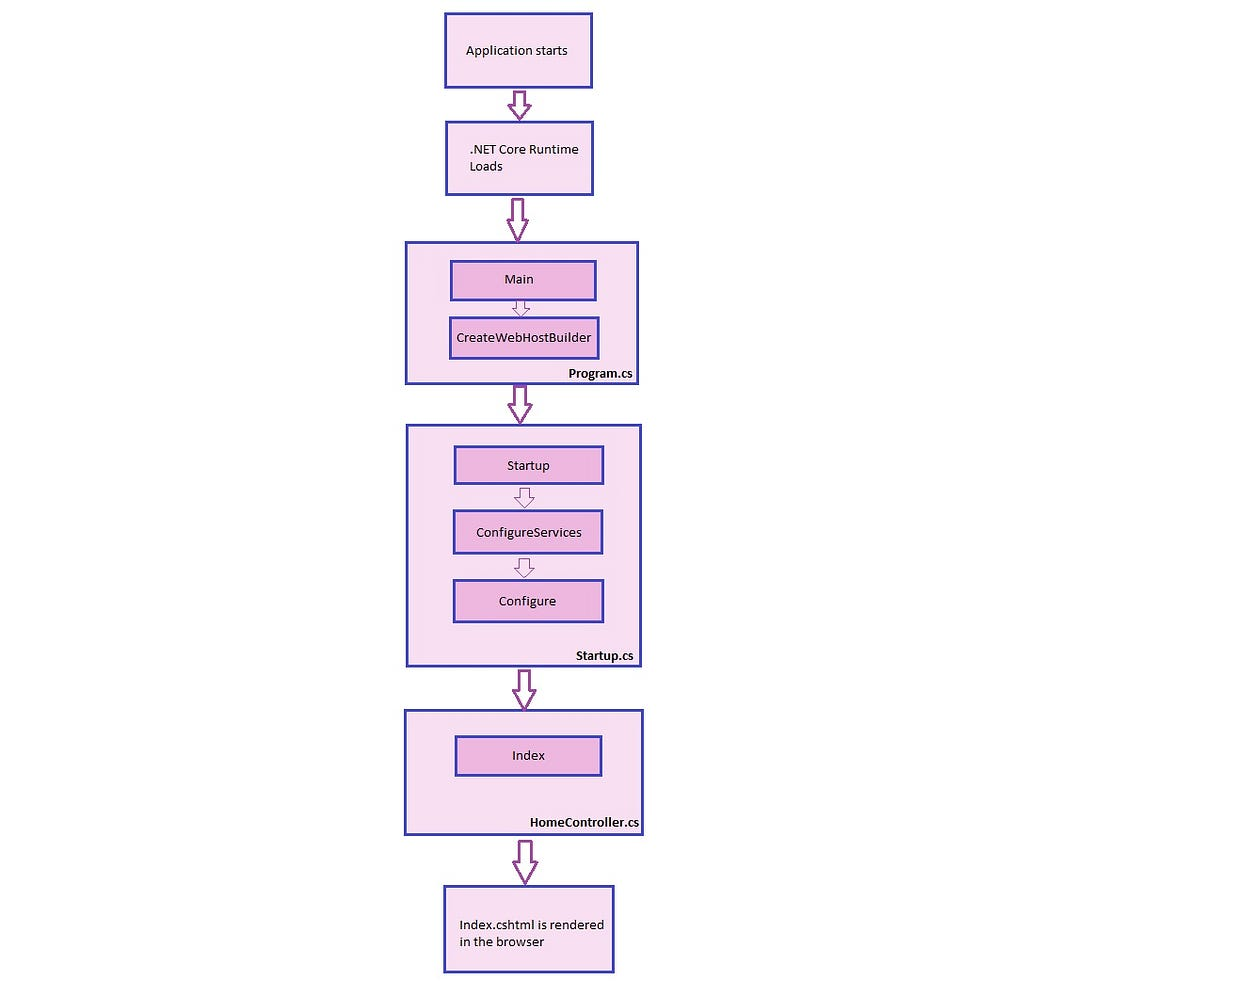 Application starts
.NET Core Runtime
Loads
Main
CreateWebHostBuilder
Program.cs
Startup
ConfigureServices
Configure
Startup.cs
Index
HomeController.cs
Index.cshtml is rendered
in the browser